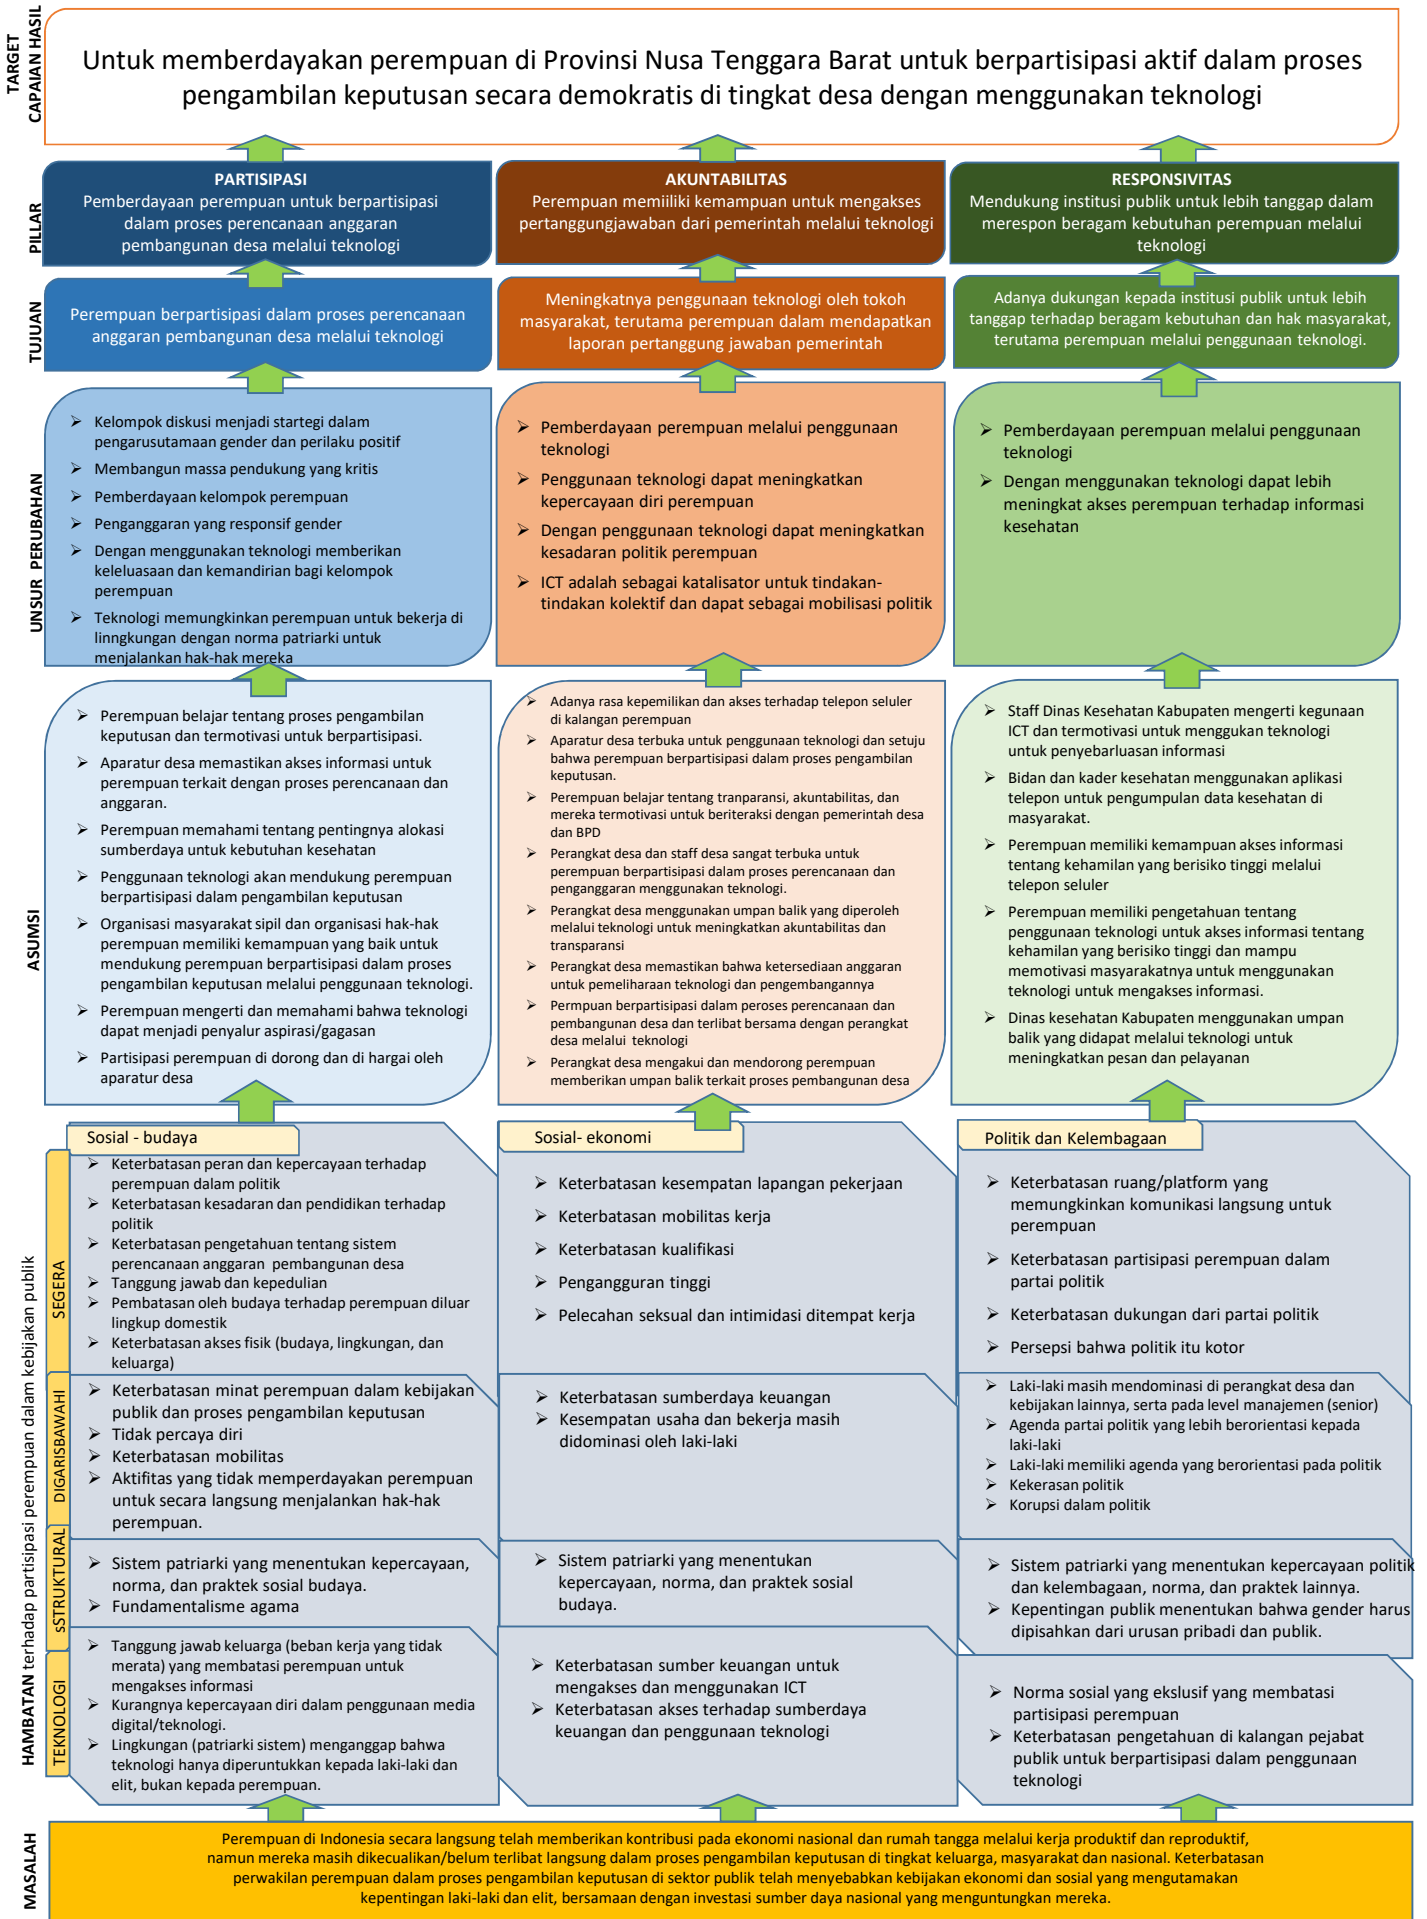 TARGET
CAPAIAN HASIL
Untuk memberdayakan perempuan di Provinsi Nusa Tenggara Barat untuk berpartisipasi aktif dalam proses
pengambilan keputusan secara demokratis di tingkat desa dengan menggunakan teknologi
PILLAR
PARTISIPASI
Pemberdayaan perempuan untuk berpartisipasi
dalam proses perencanaan anggaran
pembangunan desa melalui teknologi
AKUNTABILITAS
Perempuan memiiliki kemampuan untuk mengakses
pertanggungjawaban dari pemerintah melalui teknologi
RESPONSIVITAS
Mendukung institusi publik untuk lebih tanggap dalam
merespon beragam kebutuhan perempuan melalui
teknologi
TUJUAN
Perempuan berpartisipasi dalam proses perencanaan
anggaran pembangunan desa melalui teknologi
Meningkatnya penggunaan teknologi oleh tokoh
masyarakat, terutama perempuan dalam mendapatkan
laporan pertanggung jawaban pemerintah
Adanya dukungan kepada institusi publik untuk lebih
tanggap terhadap beragam kebutuhan dan hak masyarakat,
terutama perempuan melalui penggunaan teknologi.
UNSUR PERUBAHAN
➢ Kelompok diskusi menjadi startegi dalam
pengarusutamaan gender dan perilaku positif
➢ Membangun massa pendukung yang kritis
➢ Pemberdayaan kelompok perempuan
➢ Penganggaran yang responsif gender
➢ Dengan menggunakan teknologi memberikan
keleluasaan dan kemandirian bagi kelompok
perempuan
➢ Teknologi memungkinkan perempuan untuk bekerja di
linngkungan dengan norma patriarki untuk
menjalankan hak-hak mereka
➢ Pemberdayaan perempuan melalui penggunaan
teknologi
➢ Penggunaan teknologi dapat meningkatkan
kepercayaan diri perempuan
➢ Dengan penggunaan teknologi dapat meningkatkan
kesadaran politik perempuan
➢ ICT adalah sebagai katalisator untuk tindakan-
tindakan kolektif dan dapat sebagai mobilisasi politik
➢ Pemberdayaan perempuan melalui penggunaan
teknologi
➢ Dengan menggunakan teknologi dapat lebih
meningkat akses perempuan terhadap informasi
kesehatan
ASUMSI
➢ Perempuan belajar tentang proses pengambilan
keputusan dan termotivasi untuk berpartisipasi.
➢ Aparatur desa memastikan akses informasi untuk
perempuan terkait dengan proses perencanaan dan
anggaran.
➢ Perempuan memahami tentang pentingnya alokasi
sumberdaya untuk kebutuhan kesehatan
➢ Penggunaan teknologi akan mendukung perempuan
berpartisipasi dalam pengambilan keputusan
➢ Organisasi masyarakat sipil dan organisasi hak-hak
perempuan memiliki kemampuan yang baik untuk
mendukung perempuan berpartisipasi dalam proses
pengambilan keputusan melalui penggunaan teknologi.
➢ Perempuan mengerti dan memahami bahwa teknologi
dapat menjadi penyalur aspirasi/gagasan
➢ Partisipasi perempuan di dorong dan di hargai oleh
aparatur desa
➢ Adanya rasa kepemilikan dan akses terhadap telepon seluler
di kalangan perempuan
➢ Aparatur desa terbuka untuk penggunaan teknologi dan setuju
bahwa perempuan berpartisipasi dalam proses pengambilan
keputusan.
➢ Perempuan belajar tentang tranparansi, akuntabilitas, dan
mereka termotivasi untuk beriteraksi dengan pemerintah desa
dan BPD
➢ Perangkat desa dan staff desa sangat terbuka untuk
perempuan berpartisipasi dalam proses perencanaan dan
penganggaran menggunakan teknologi.
➢ Perangkat desa menggunakan umpan balik yang diperoleh
melalui teknologi untuk meningkatkan akuntabilitas dan
transparansi
➢ Perangkat desa memastikan bahwa ketersediaan anggaran
untuk pemeliharaan teknologi dan pengembangannya
➢ Permpuan berpartisipasi dalam peroses perencanaan dan
pembangunan desa dan terlibat bersama dengan perangkat
desa melalui teknologi
➢ Perangkat desa mengakui dan mendorong perempuan
memberikan umpan balik terkait proses pembangunan desa
➢ Staff Dinas Kesehatan Kabupaten mengerti kegunaan
ICT dan termotivasi untuk menggukan teknologi
untuk penyebarluasan informasi
➢ Bidan dan kader kesehatan menggunakan aplikasi
telepon untuk pengumpulan data kesehatan di
masyarakat.
➢ Perempuan memiliki kemampuan akses informasi
tentang kehamilan yang berisiko tinggi melalui
telepon seluler
➢ Perempuan memiliki pengetahuan tentang
penggunaan teknologi untuk akses informasi tentang
kehamilan yang berisiko tinggi dan mampu
memotivasi masyarakatnya untuk menggunakan
teknologi untuk mengakses informasi.
➢ Dinas kesehatan Kabupaten menggunakan umpan
balik yang didapat melalui teknologi untuk
meningkatkan pesan dan pelayanan
HAMBATAN terhadap partisipasi perempuan dalam kebijakan publik
Sosial - budaya
Sosial- ekonomi
Politik dan Kelembagaan
SEGERA
➢ Keterbatasan peran dan kepercayaan terhadap
perempuan dalam politik
➢ Keterbatasan kesadaran dan pendidikan terhadap
politik
➢ Keterbatasan pengetahuan tentang sistem
perencanaan anggaran pembangunan desa
➢ Tanggung jawab dan kepedulian
➢ Pembatasan oleh budaya terhadap perempuan diluar
lingkup domestik
➢ Keterbatasan akses fisik (budaya, lingkungan, dan
keluarga)
➢ Keterbatasan kesempatan lapangan pekerjaan
➢ Keterbatasan mobilitas kerja
➢ Keterbatasan kualifikasi
➢ Pengangguran tinggi
➢ Pelecahan seksual dan intimidasi ditempat kerja
➢ Keterbatasan ruang/platform yang
memungkinkan komunikasi langsung untuk
perempuan
➢ Keterbatasan partisipasi perempuan dalam
partai politik
➢ Keterbatasan dukungan dari partai politik
➢ Persepsi bahwa politik itu kotor
DIGARISBAWAHI
➢ Keterbatasan minat perempuan dalam kebijakan
publik dan proses pengambilan keputusan
➢ Tidak percaya diri
➢ Keterbatasan mobilitas
➢ Aktifitas yang tidak memperdayakan perempuan
untuk secara langsung menjalankan hak-hak
perempuan.
➢ Keterbatasan sumberdaya keuangan
➢ Kesempatan usaha dan bekerja masih
didominasi oleh laki-laki
➢ Laki-laki masih mendominasi di perangkat desa dan
kebijakan lainnya, serta pada level manajemen (senior)
➢ Agenda partai politik yang lebih berorientasi kepada
laki-laki
➢ Laki-laki memiliki agenda yang berorientasi pada politik
➢ Kekerasan politik
➢ Korupsi dalam politik
sSTRUKTURAL
➢ Sistem patriarki yang menentukan kepercayaan,
norma, dan praktek sosial budaya.
➢ Fundamentalisme agama
➢ Sistem patriarki yang menentukan
kepercayaan, norma, dan praktek sosial
budaya.
➢ Sistem patriarki yang menentukan kepercayaan politik
dan kelembagaan, norma, dan praktek lainnya.
➢ Kepentingan publik menentukan bahwa gender harus
dipisahkan dari urusan pribadi dan publik.
TEKNOLOGI
➢ Tanggung jawab keluarga (beban kerja yang tidak
merata) yang membatasi perempuan untuk
mengakses informasi
➢ Kurangnya kepercayaan diri dalam penggunaan media
digital/teknologi.
➢ Lingkungan (patriarki sistem) menganggap bahwa
teknologi hanya diperuntukkan kepada laki-laki dan
elit, bukan kepada perempuan.
➢ Keterbatasan sumber keuangan untuk
mengakses dan menggunakan ICT
➢ Keterbatasan akses terhadap sumberdaya
keuangan dan penggunaan teknologi
➢ Norma sosial yang ekslusif yang membatasi
partisipasi perempuan
➢ Keterbatasan pengetahuan di kalangan pejabat
publik untuk berpartisipasi dalam penggunaan
teknologi
MASALAH
Perempuan di Indonesia secara langsung telah memberikan kontribusi pada ekonomi nasional dan rumah tangga melalui kerja produktif dan reproduktif,
namun mereka masih dikecualikan/belum terlibat langsung dalam proses pengambilan keputusan di tingkat keluarga, masyarakat dan nasional. Keterbatasan
perwakilan perempuan dalam proses pengambilan keputusan di sektor publik telah menyebabkan kebijakan ekonomi dan sosial yang mengutamakan
kepentingan laki-laki dan elit, bersamaan dengan investasi sumber daya nasional yang menguntungkan mereka.